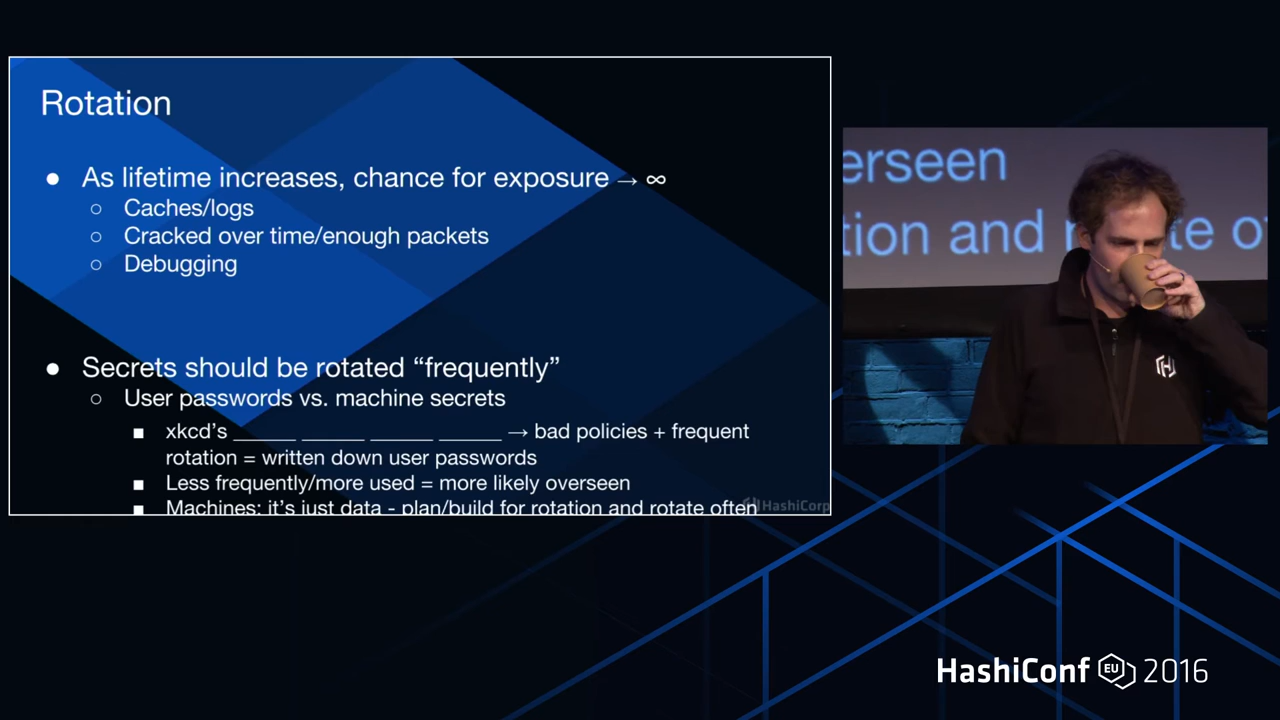 Rotation
● As lifetime increases, chance for exposure → ∞
○ Caches/logs
○ Cracked over time/enough packets
○ Debugging
● Secrets should be rotated “frequently”
○ User passwords vs. machine secrets
■ xkcd’s ______ ______ ______ ______ → bad policies + frequent
rotation = written down user passwords
■ Less frequently/more used = more likely overseen
■ Machines: it’s just data - plan/build for rotation and rotate often
HashiCorp
erseen
tion and te o
HashiConf EU 2016